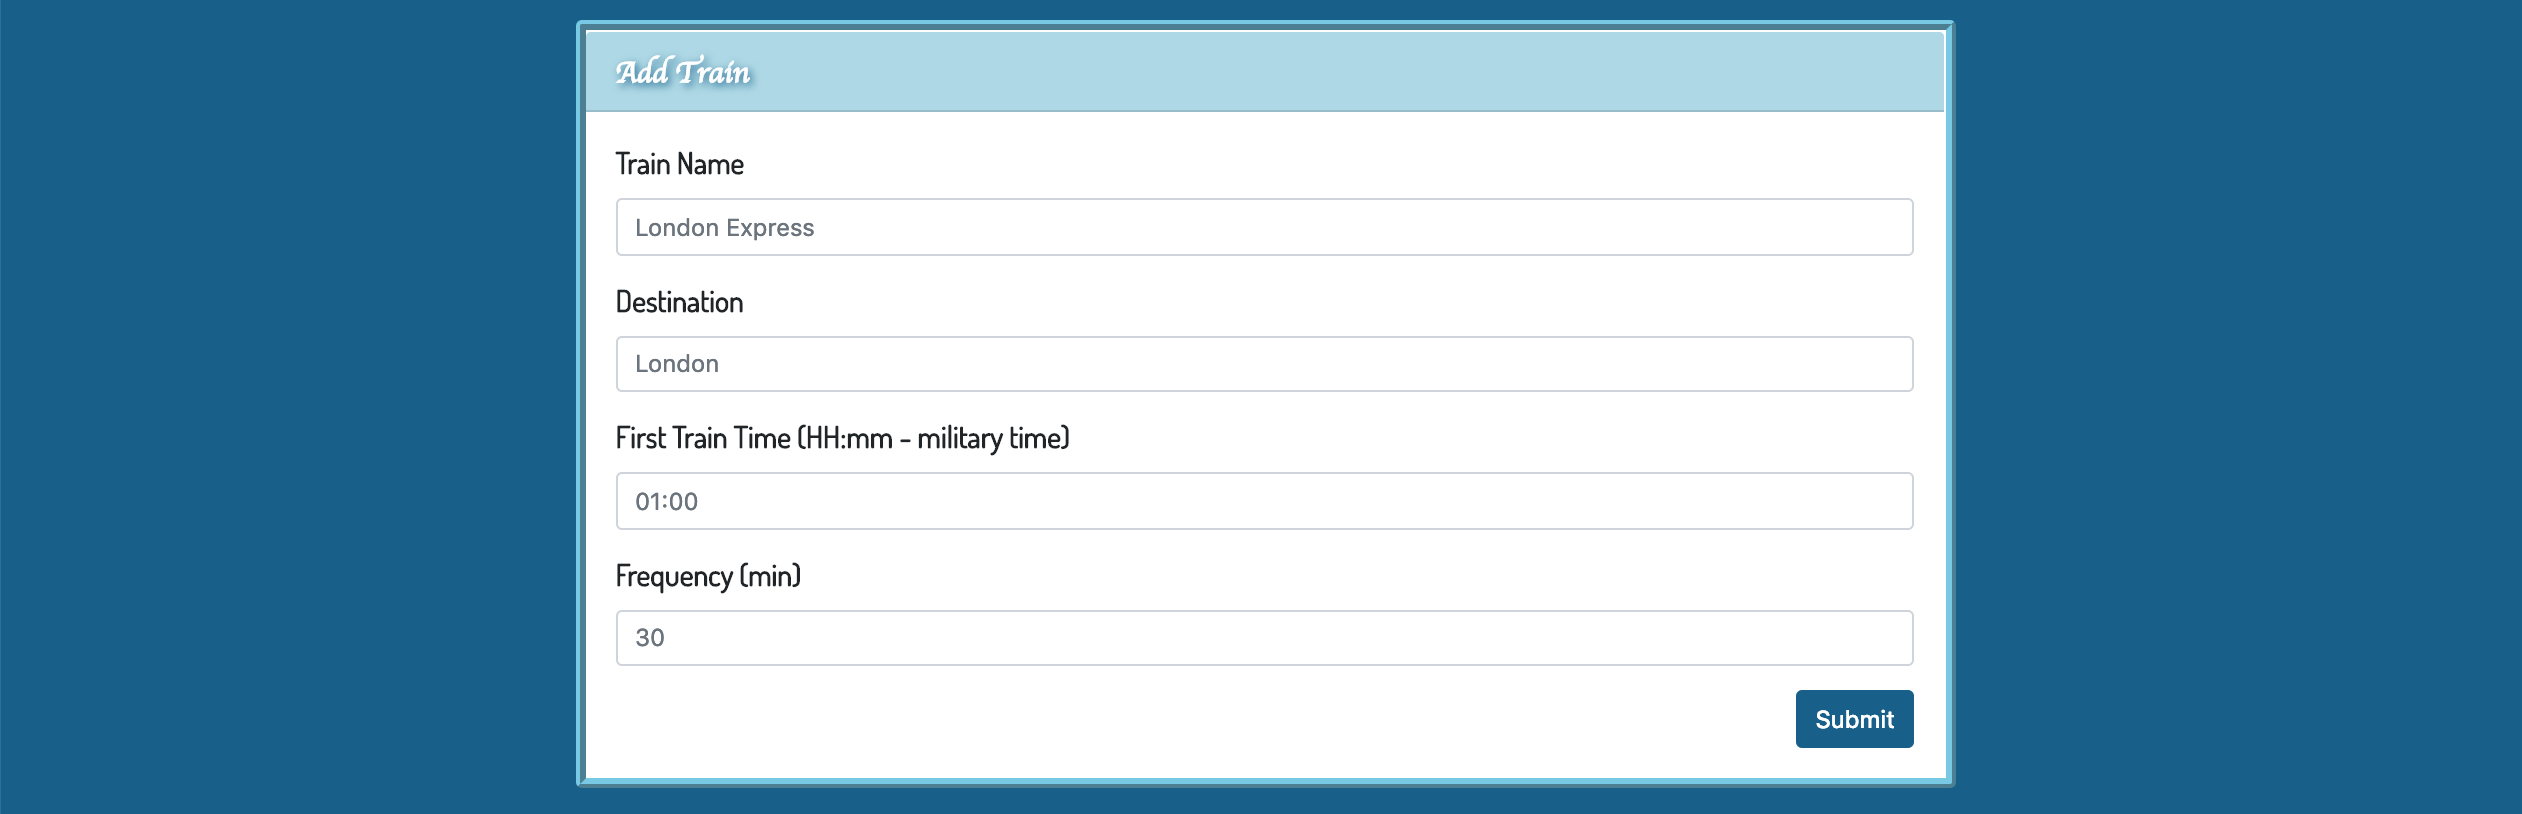 Add Train
Train Name
London Express
Destination
London
First Train Time (HH:mm - military time)
01:00
Frequency (min)
30
Submit